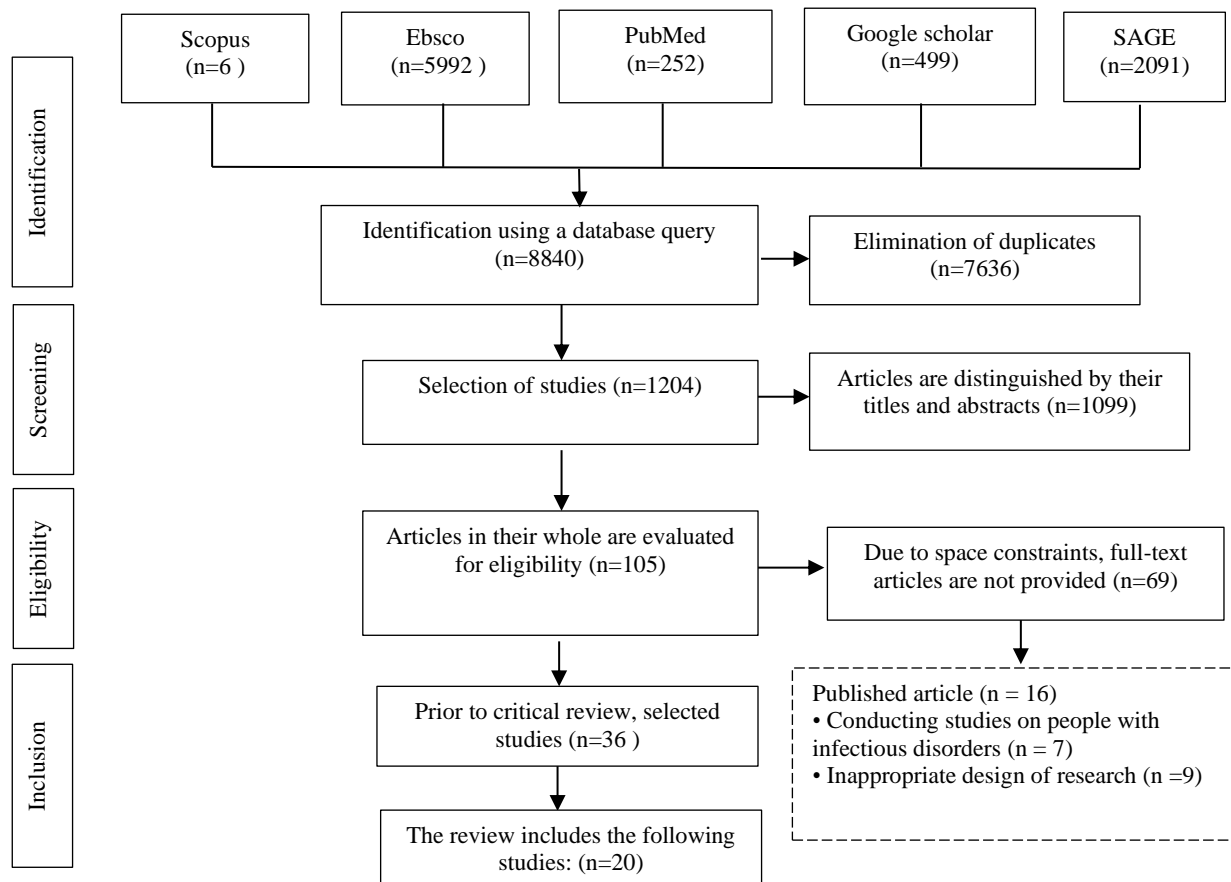 Scopus
(n=6 )
Ebsco
(n=5992 )
PubMed
(n=252)
Google scholar
(n=499)
SAGE
(n=2091)
Identification
Identification using a database query
(n=8840)
Elimination of duplicates
(n=7636)
Screening
Selection of studies (n=1204)
Articles are distinguished by their
titles and abstracts (n=1099)
Eligibility
Articles in their whole are evaluated
for eligibility (n=105)
Due to space constraints, full-text
articles are not provided (n=69)
Inclusion
Prior to critical review, selected
studies (n=36 )
Published article (n = 16)
• Conducting studies on people with
infectious disorders (n = 7)
• Inappropriate design of research (n =9)
The review includes the following
studies: (n=20)